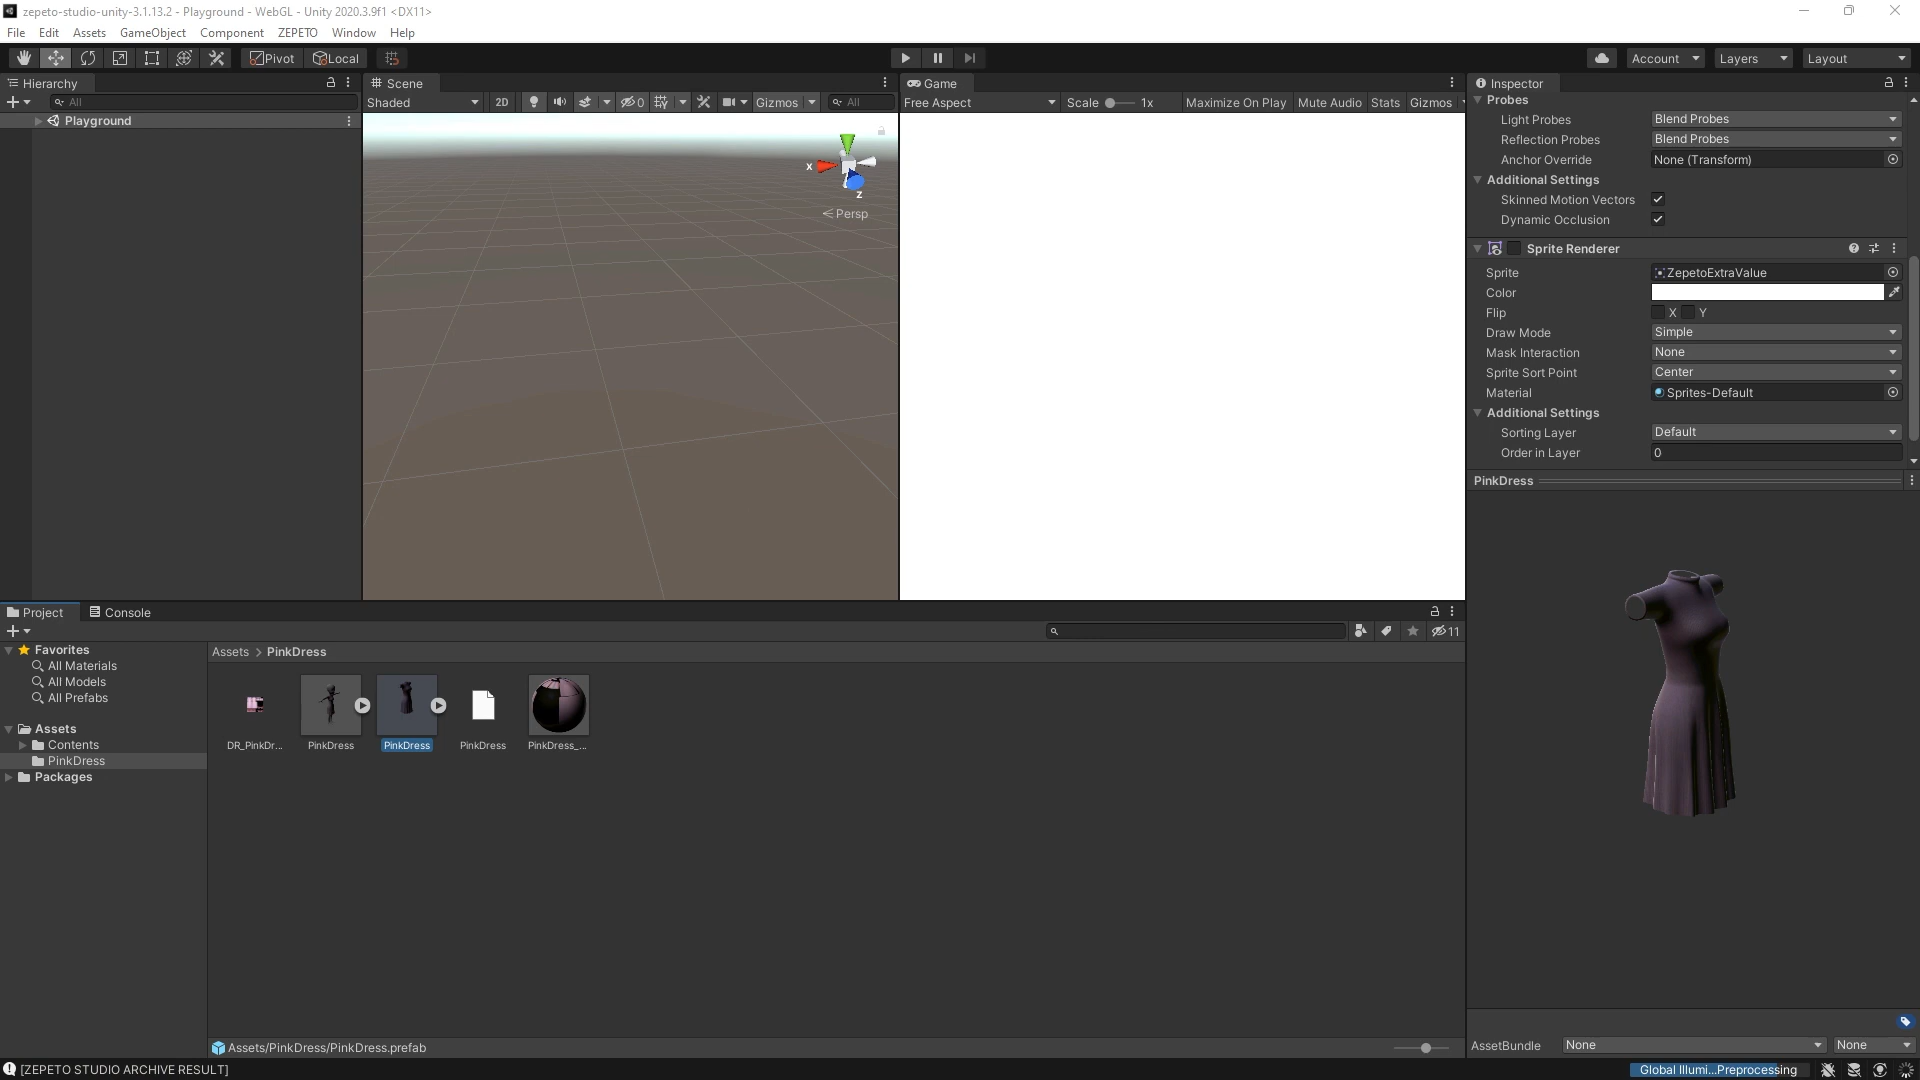 zepeto-studio-unity-3.1.13.2 - Playground - WebGL - Unity 2020.3.9f1 <DX11>
File Edit Assets GameObject Component ZEPETO Window Help
Pivot Local Account Layers Layout
Hierarchy
All
Playground
Scene
Shaded 2D 0 Gizmos All
x
z
Persp
Game
Free Aspect Scale 1x Maximize On Play Mute Audio Stats Gizmos
Inspector
Probes
Light Probes Blend Probes
Reflection Probes Blend Probes
Anchor Override None (Transform)
Additional Settings
Skinned Motion Vectors
Dynamic Occlusion
Sprite Renderer
Sprite ZepetoExtraValue
Color
Flip X Y
Draw Mode Simple
Mask Interaction None
Sprite Sort Point Center
Material Sprites-Default
Additional Settings
Sorting Layer Default
Order in Layer 0
PinkDress
Project Console
11
Favorites
All Materials
All Models
All Prefabs
Assets
Contents
PinkDress
Packages
Assets > PinkDress
DR_PinkDr... PinkDress PinkDress PinkDress PinkDress_...
Assets/PinkDress/PinkDress.prefab
AssetBundle None None
[ZEPETO STUDIO ARCHIVE RESULT]
Global Illumi...Preprocessing